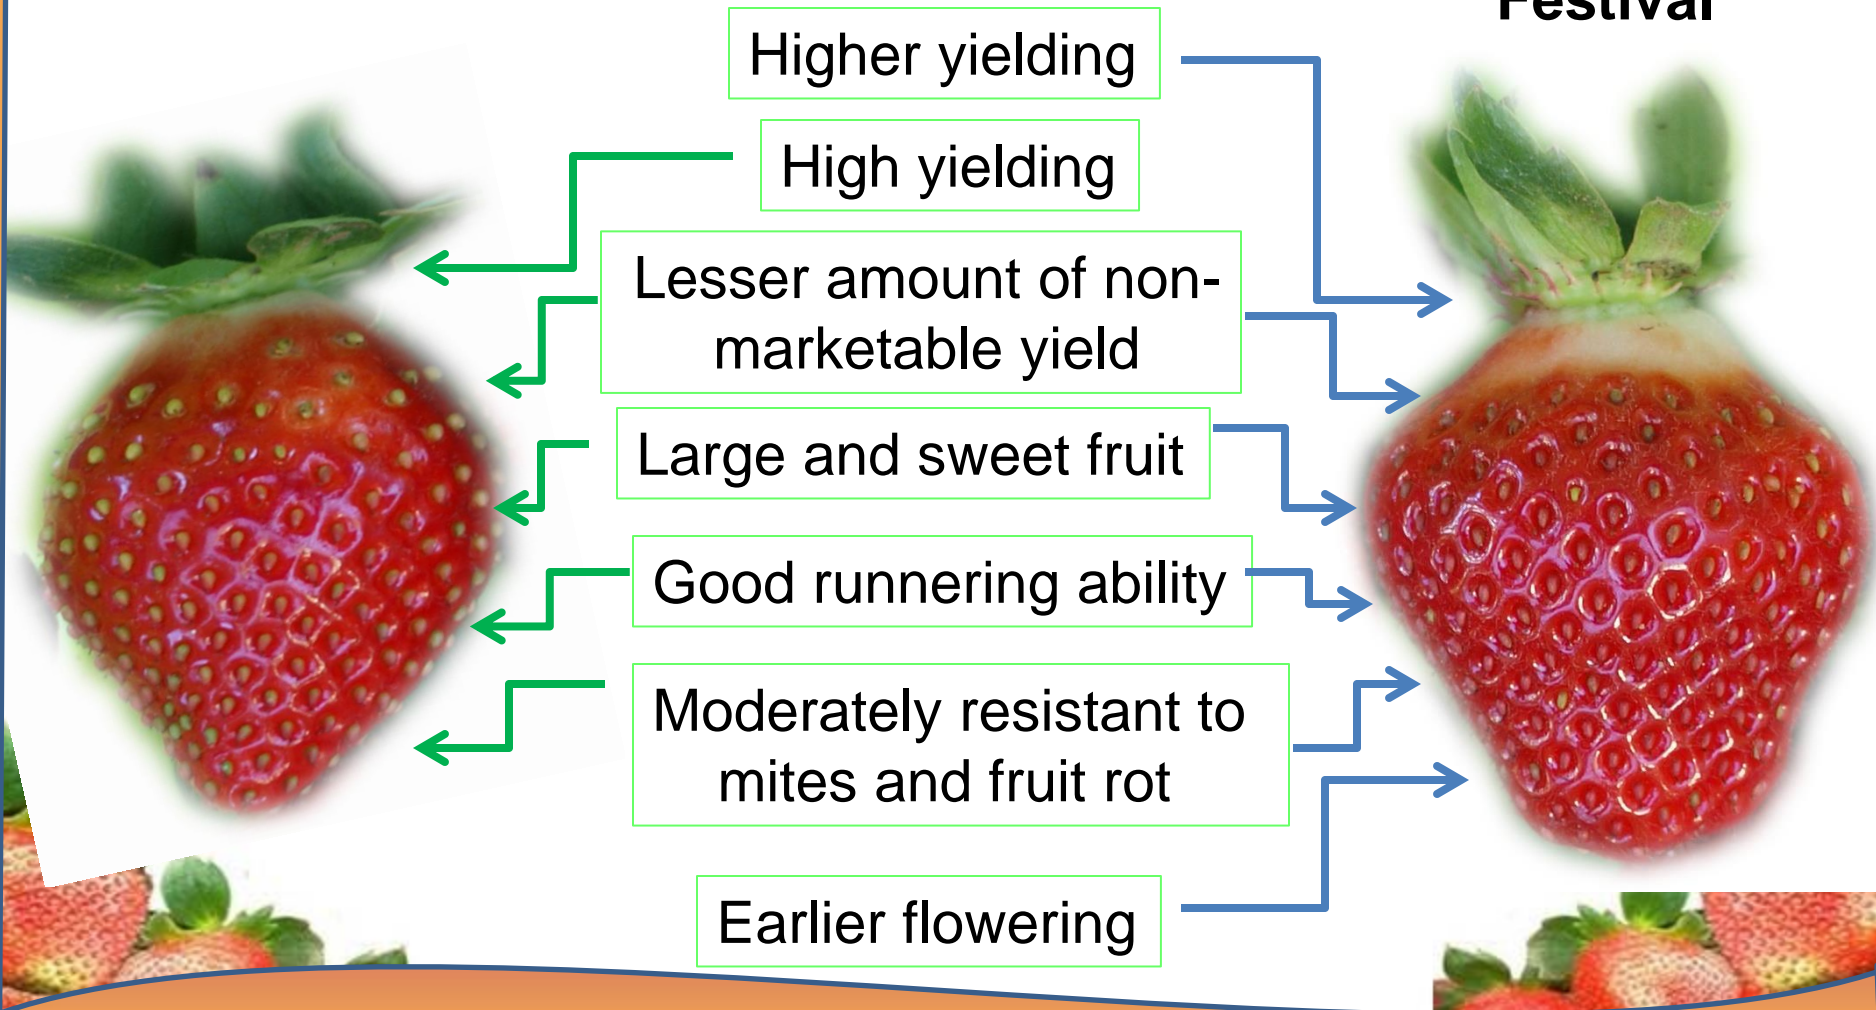 Festival
Higher yielding
High yielding
Lesser amount of non-
marketable yield
Large and sweet fruit
Good runnering ability
Moderately resistant to
mites and fruit rot
Earlier flowering